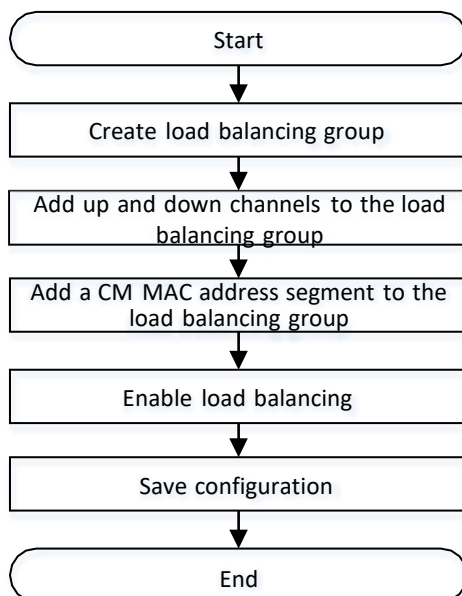 Start
Create load balancing group
Add up and down channels to the load
balancing group
Add a CM MAC address segment to the
load balancing group
Enable load balancing
Save configuration
End